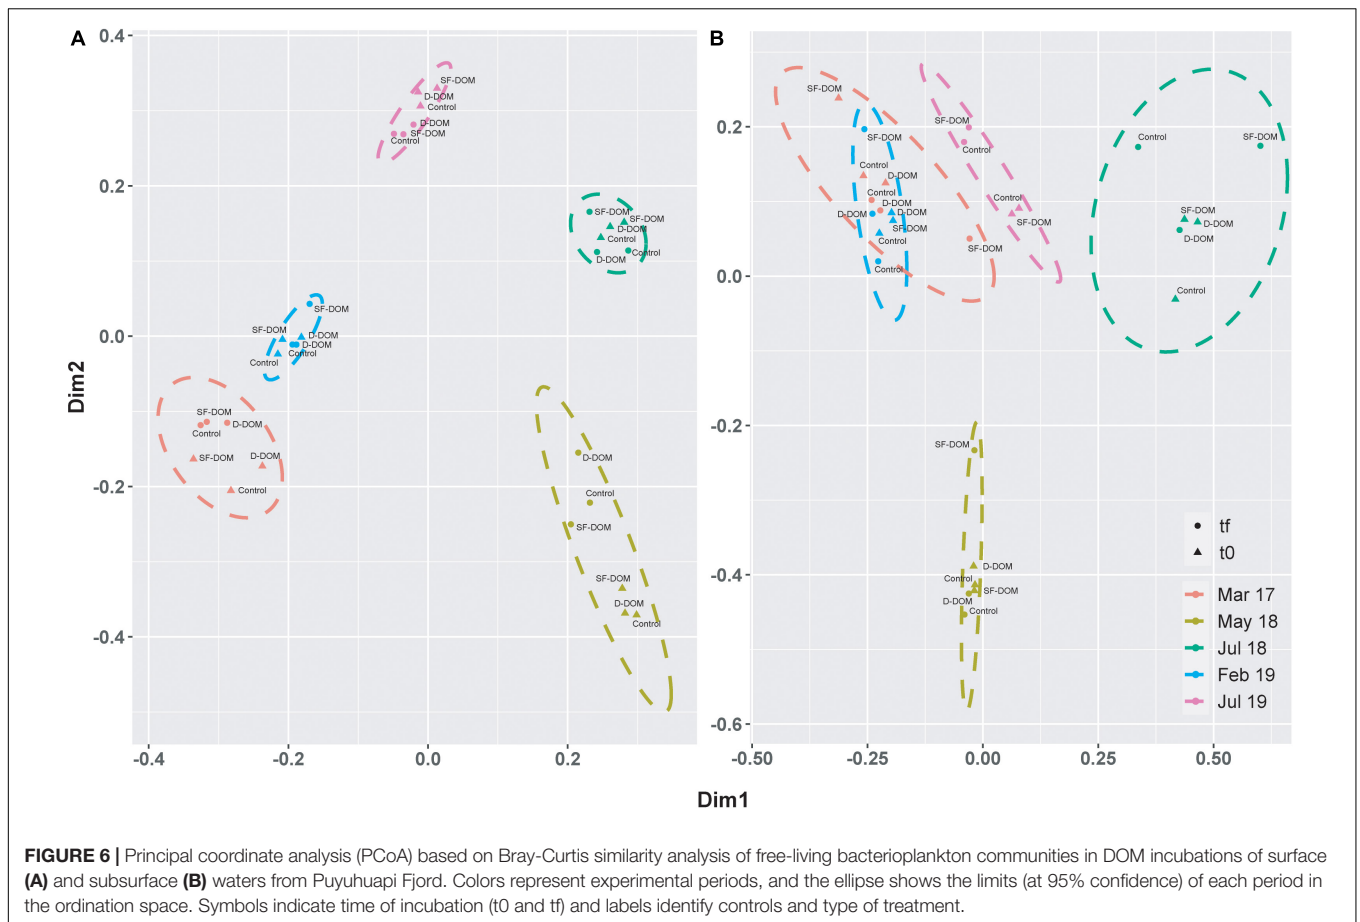 A
B
0.4
0.2
0.0
-0.2
-0.4
Dim2
SF-DOM
D-DOM
Control
D-DOM
SF-DOM
Control
SF-DOM
SF-DOM
D-DOM
Control
Control
D-DOM
SF-DOM
SF-DOM
D-DOM
D-DOM
Control
Control
SF-DOM
D-DOM
Control
D-DOM
SF-DOM
Control
D-DOM
Control
SF-DOM
SF-DOM
D-DOM
Control
-0.4
-0.2
0.0
0.2
0.2
0.0
-0.2
-0.4
-0.6
SF-DOM
SF-DOM
SF-DOM
Control
Control
SF-DOM
Control
D-DOM
Control
Control
D-DOM
D-DOM
D-DOM
SF-DOM
SF-DOM
SF-DOM
D-DOM
Control
D-DOM
SF-DOM
Control
Control
SF-DOM
D-DOM
Control
SF-DOM
D-DOM
Control
tf
t0
Mar 17
May 18
Jul 18
Feb 19
Jul 19
-0.50
-0.25
0.00
0.25
0.50
Dim1
FIGURE 6 | Principal coordinate analysis (PCoA) based on Bray-Curtis similarity analysis of free-living bacterioplankton communities in DOM incubations of surface
(A) and subsurface (B) waters from Puyuhuapi Fjord. Colors represent experimental periods, and the ellipse shows the limits (at 95% confidence) of each period in
the ordination space. Symbols indicate time of incubation (t0 and tf) and labels identify controls and type of treatment.